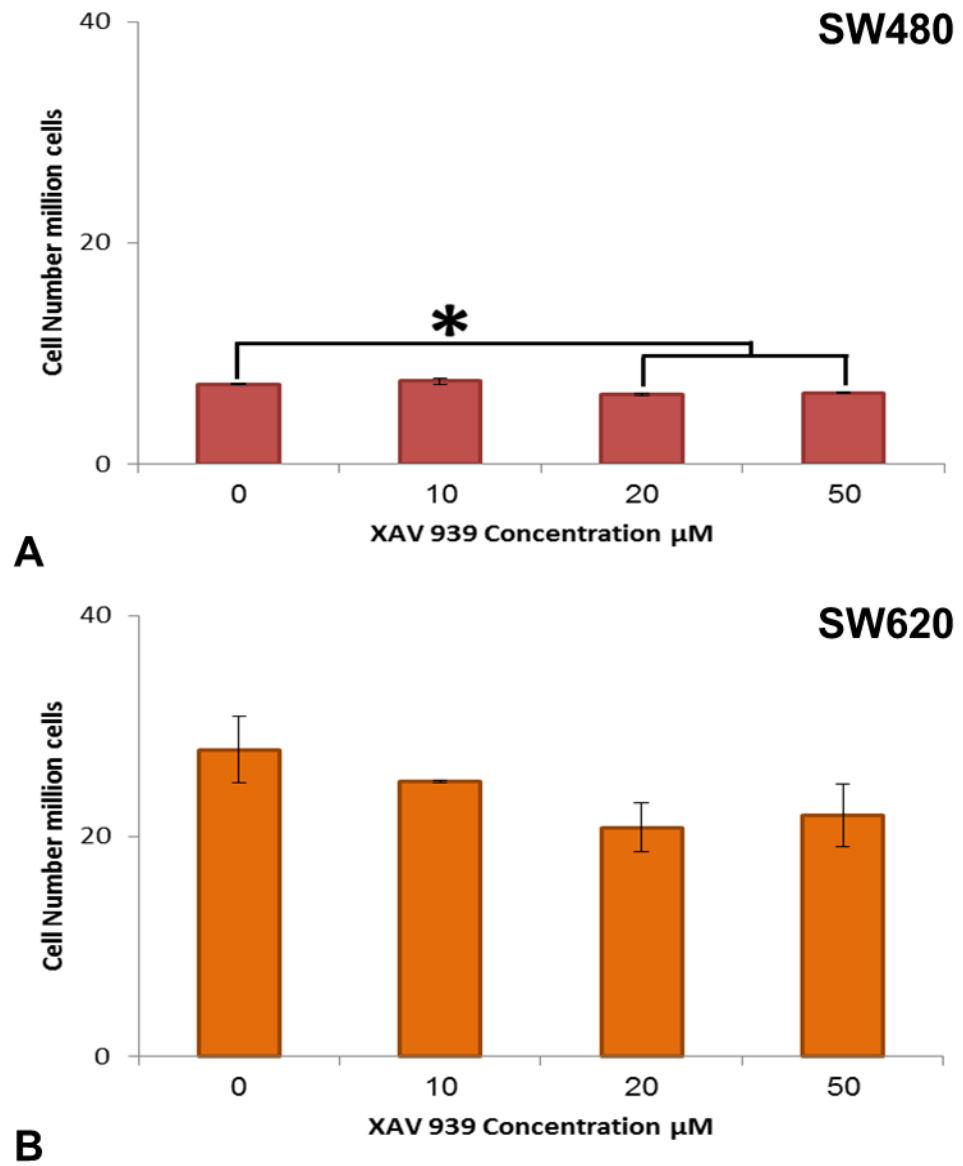 SW480
40
20
0
Cell Number million cells
*
0 10 20 50
XAV 939 Concentration µM
A
SW620
40
20
0
Cell Number million cells
0 10 20 50
XAV 939 Concentration µM
B